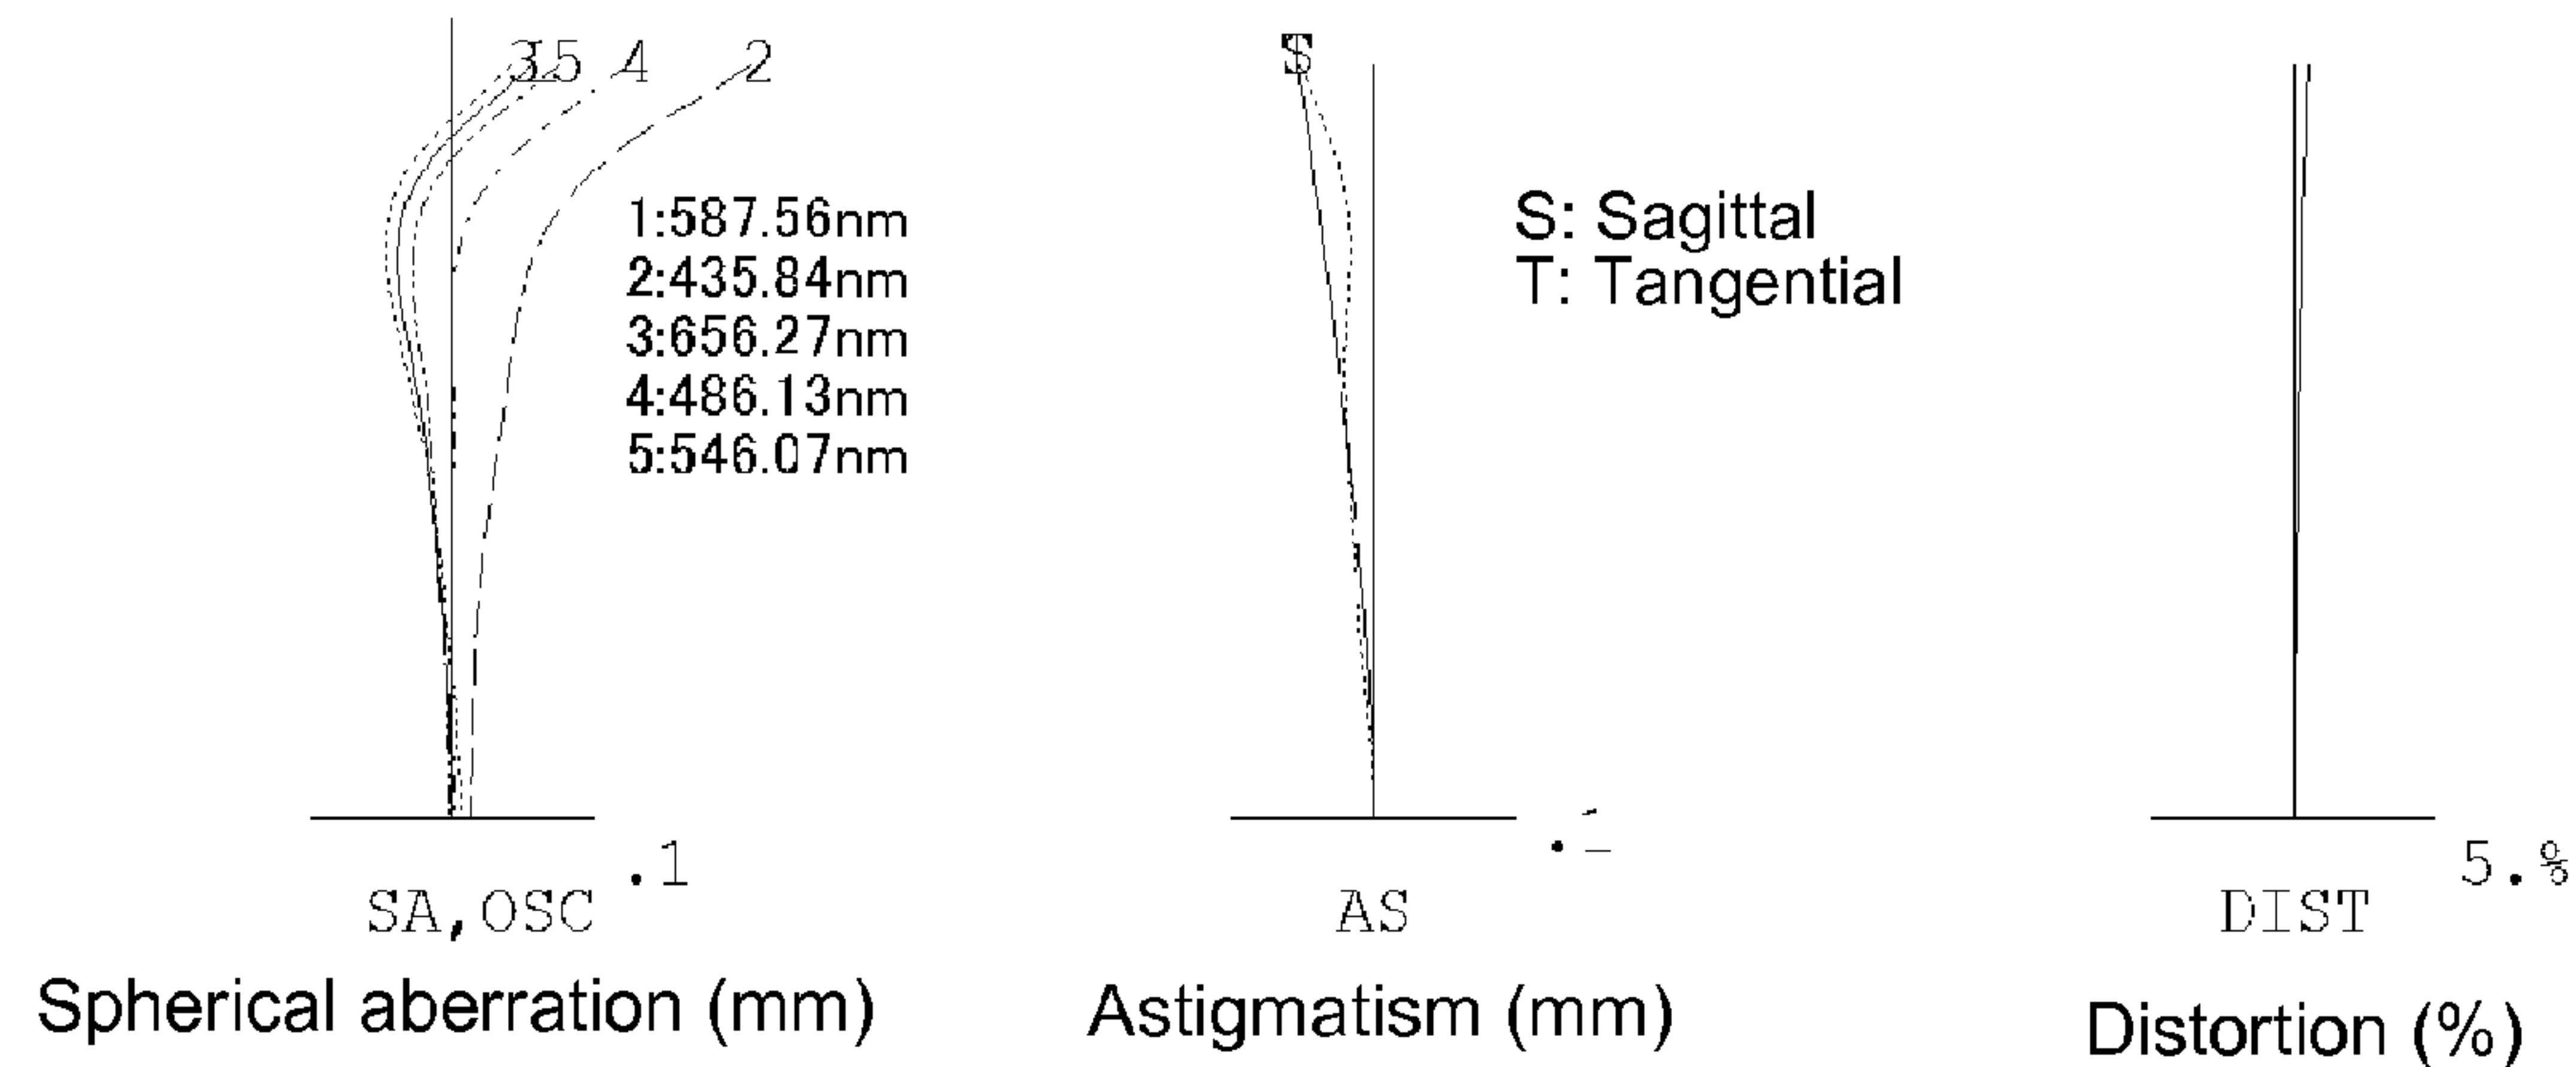 315 4 2
S
1:587.56nm
2:435.84nm
3:656.27nm
4:486.13nm
5:546.07nm
S: Sagittal
T: Tangential
.1
SA,OSC
AS
5.%
DIST
Spherical aberration (mm)
Astigmatism (mm)
Distortion (%)